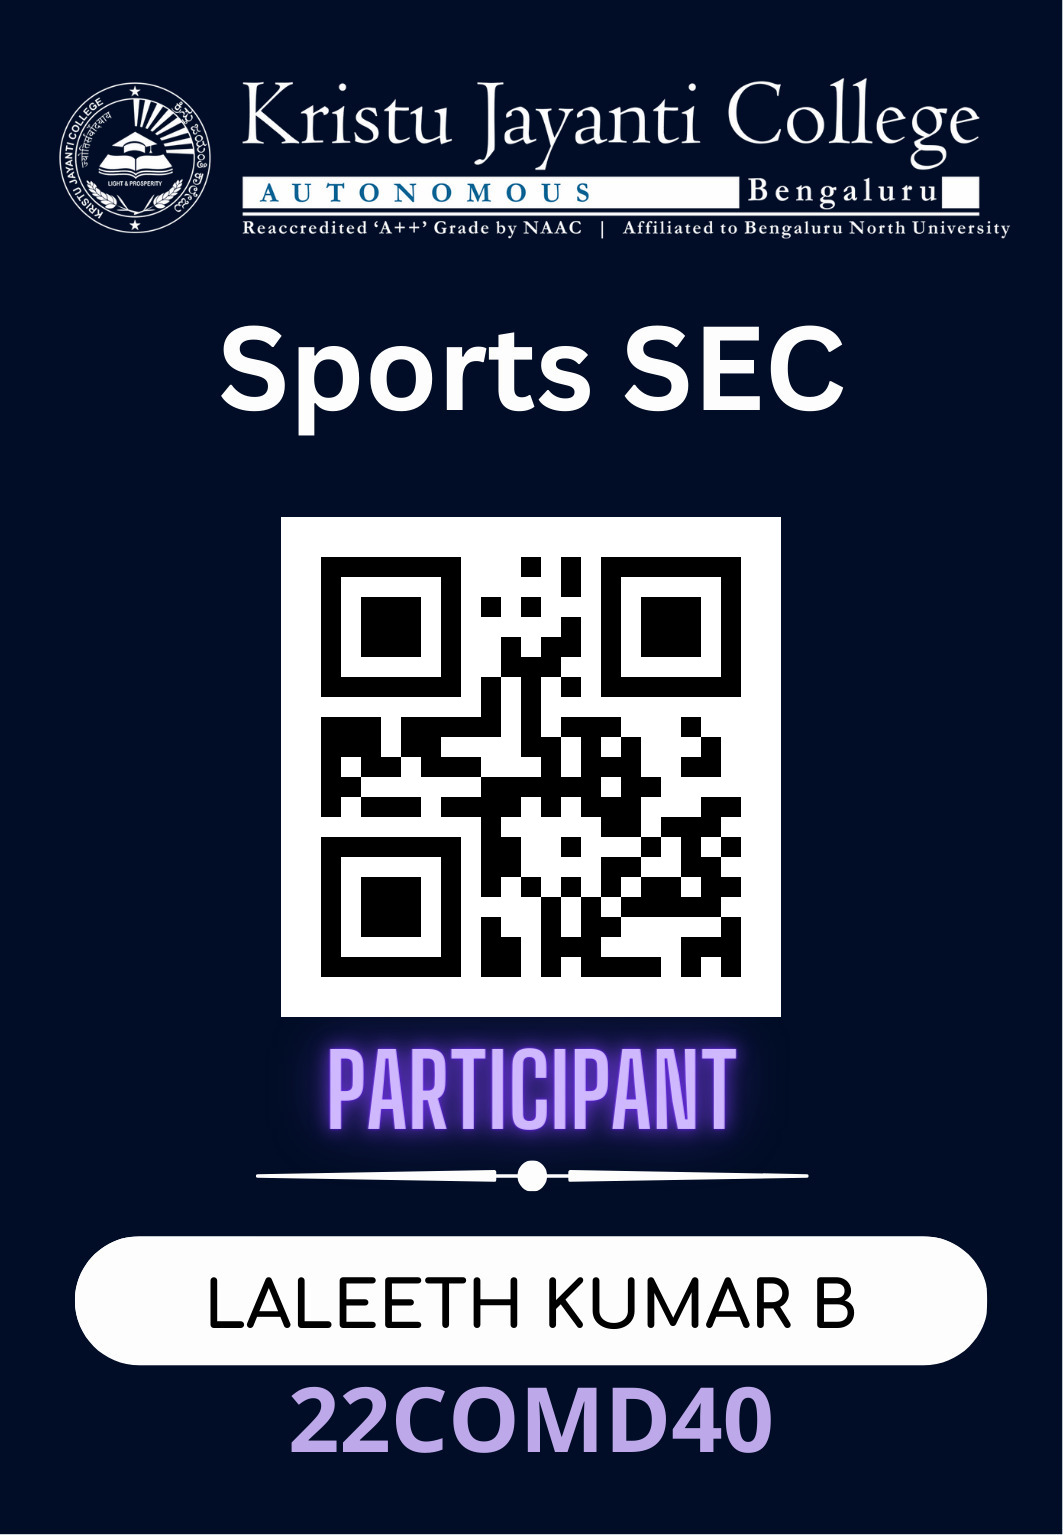 KRISTU JAYANTI COLLEGE
ज्योतिर्संवाद्याय
ಕ್ರಿಸ್ತು ಜಯಂತಿ ಕಾಲೇಜು
LIGHT & PROSPERITY
Kristu Jayanti College
AUTONOMOUS Bengaluru
Reaccredited ‘A++’ Grade by NAAC | Affiliated to Bengaluru North University
Sports SEC
PARTICIPANT
LALEETH KUMAR B
22COMD40